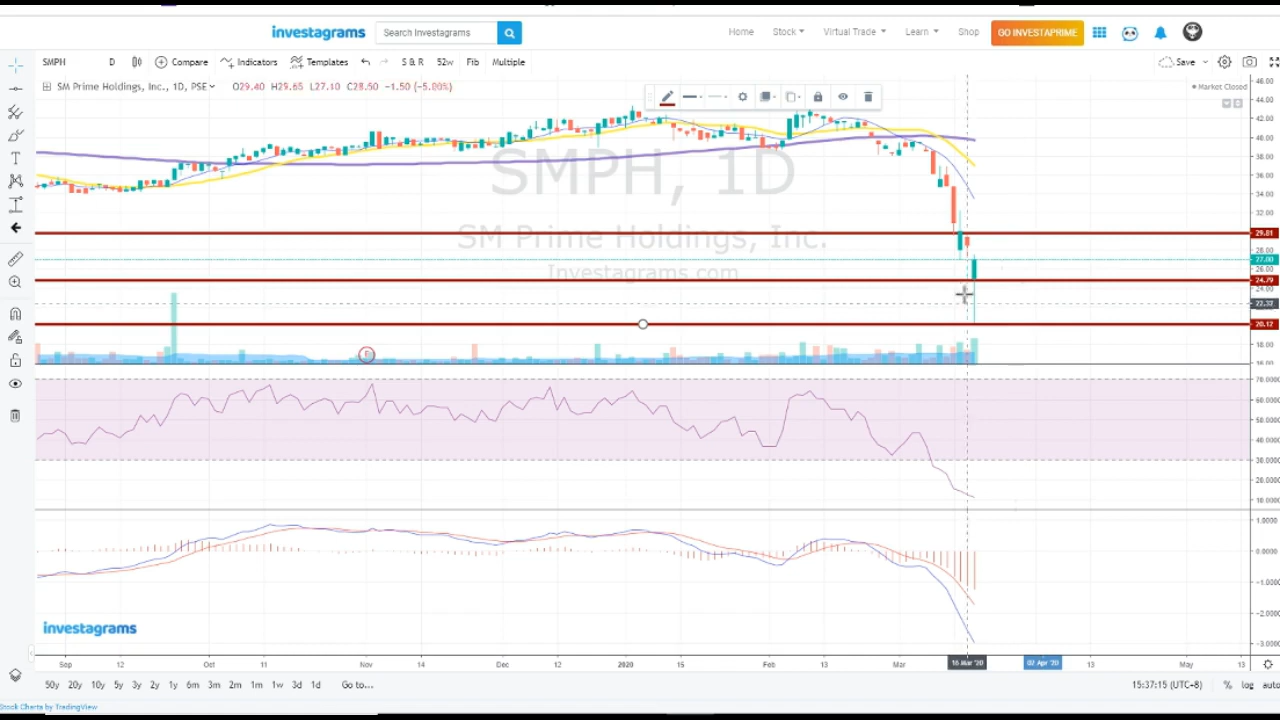 investagrams Search Investagrams Home Stock Virtual Trade Learn Shop GO INVESTAPRIME
SMPH D Compare Indicators Templates S & R 52w Fib Multiple Save
SM Prime Holdings, Inc., 1D, PSE O29.40 H29.65 L27.10 C28.50 −1.50 (−5.00%)
Market Closed
SMPH, 1D
SM Prime Holdings, Inc.
Investagrams.com
46.00
44.00
42.00
40.00
38.00
36.00
34.00
32.00
29.81
28.00
27.00
26.00
24.79
24.00
22.32
20.12
18.00
16.00
70.0000
60.0000
50.0000
40.0000
30.0000
20.0000
10.0000
1.0000
0.0000
-1.0000
-2.0000
-3.0000
investagrams
Sep 12 Oct 11 Nov 14 Dec 12 2020 15 Feb 13 Mar 16 Mar '20 02 Apr '20 13 May 13
50y 20y 10y 5y 3y 2y 1y 6m 3m 2m 1m 1w 3d 1d Go to... 15:37:15 (UTC+8) % log auto
Stock Charts by TradingView